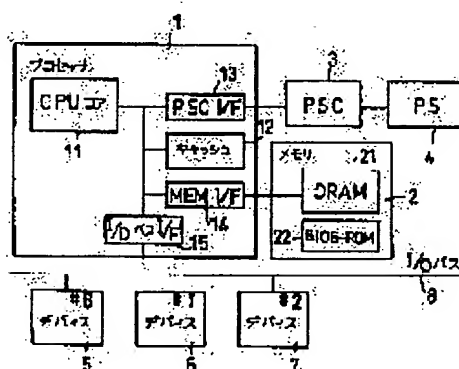 1
プロセッサ
CPUコア
11
13
PSC I/F
3
PSC
PS
4
キャッシュ
12
MEM I/F
14
I/Oバス I/F
15
メモリ
21
DRAM
2
22
BIOS-ROM
I/Oバス
8
#0
デバイス
5
#1
デバイス
6
#2
デバイス
7